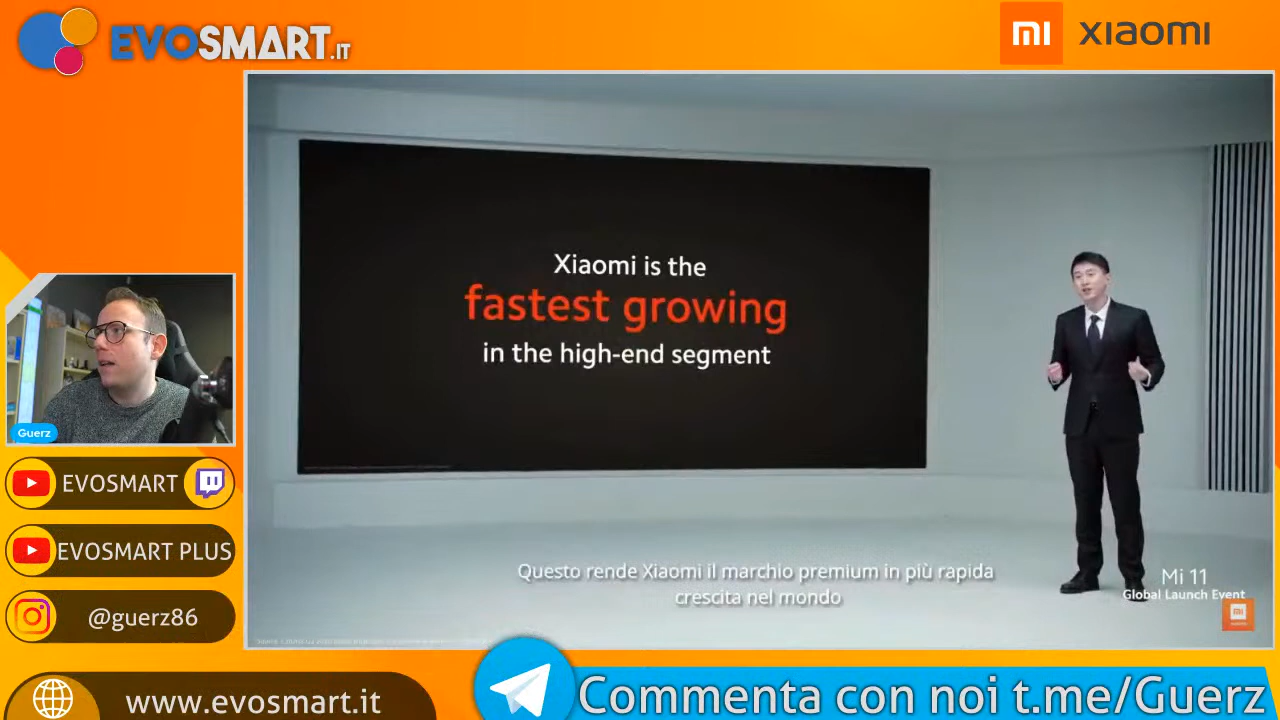 EVOSMART.IT
mi xiaomi
Xiaomi is the
fastest growing
in the high-end segment
Guerz
EVOSMART
EVOSMART PLUS
@guerz86
Questo rende Xiaomi il marchio premium in più rapida
crescita nel mondo
Mi 11
Global Launch Event
mi
www.evosmart.it
Commenta con noi t.me/Guerz